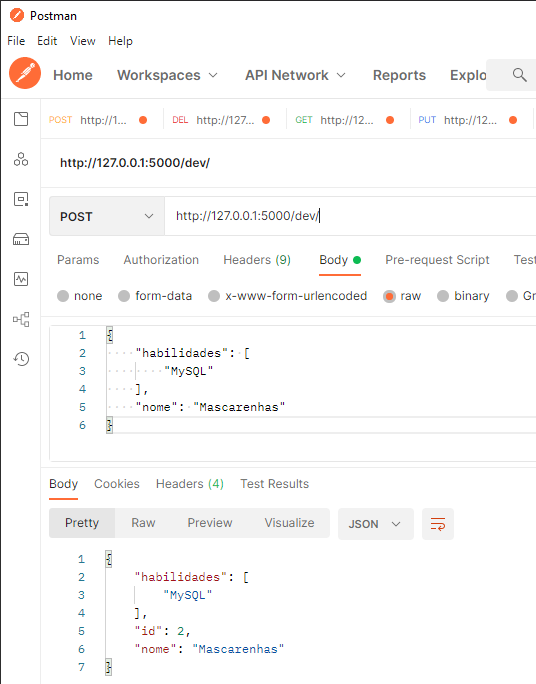 Postman
File Edit View Help
Home Workspaces API Network Reports Explo
POST http://1... DEL http://127... GET http://12... PUT http://12...
http://127.0.0.1:5000/dev/
POST http://127.0.0.1:5000/dev/
Params Authorization Headers (9) Body Pre-request Script Test
none form-data x-www-form-urlencoded raw binary Gr
1 {
2 "habilidades": [
3 "MySQL"
4 ],
5 "nome": "Mascarenhas"
6 }
Body Cookies Headers (4) Test Results
Pretty Raw Preview Visualize JSON
1 {
2 "habilidades": [
3 "MySQL"
4 ],
5 "id": 2,
6 "nome": "Mascarenhas"
7 }